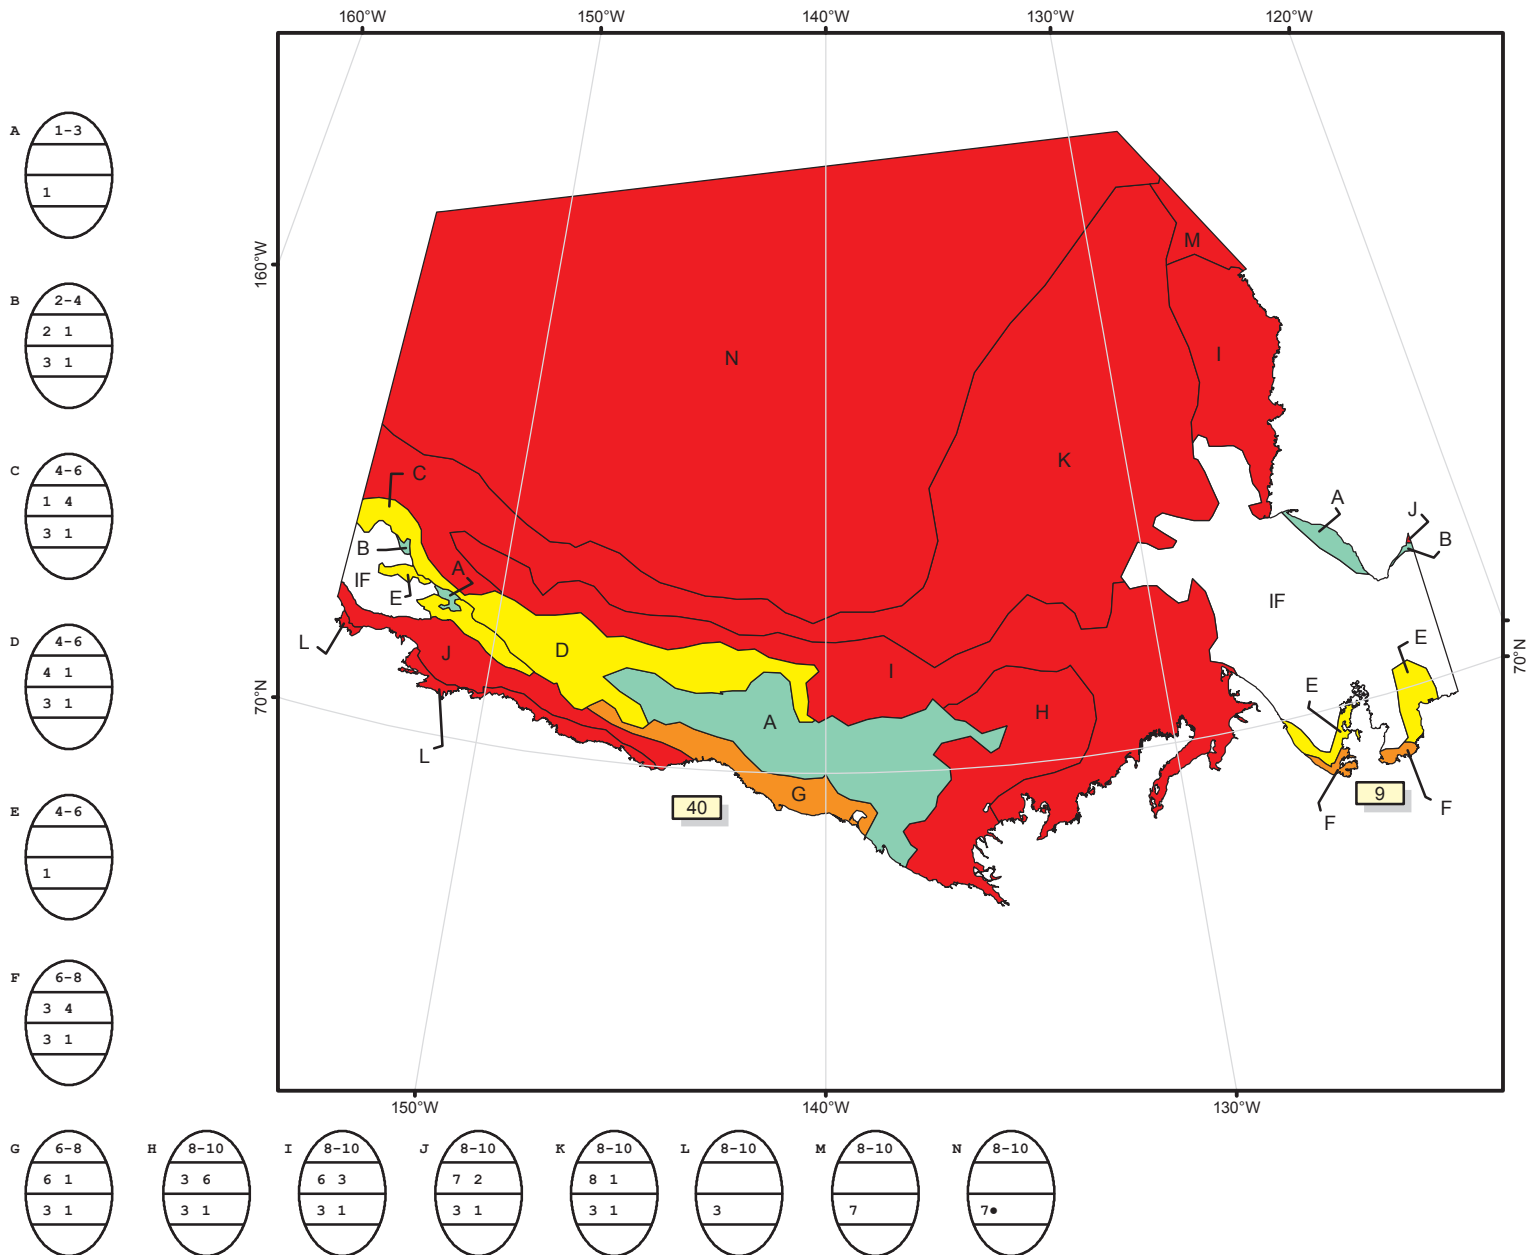 160°W 150°W 140°W 130°W 120°W
A 1-3
1
B 2-4
2 1
3 1
C 4-6
1 4
3 1
D 4-6
4 1
3 1
E 4-6
1
F 6-8
3 4
3 1
160°W
70°N
70°N
M
N
I
K
C
A
J
B
B
IF
A
E
IF
L
J
D
I
E
E
A
H
L
G
40
9
F
F
150°W 140°W 130°W
G 6-8
6 1
3 1
H 8-10
3 6
3 1
I 8-10
6 3
3 1
J 8-10
7 2
3 1
K 8-10
8 1
3 1
L 8-10
3
M 8-10
7
N 8-10
7•